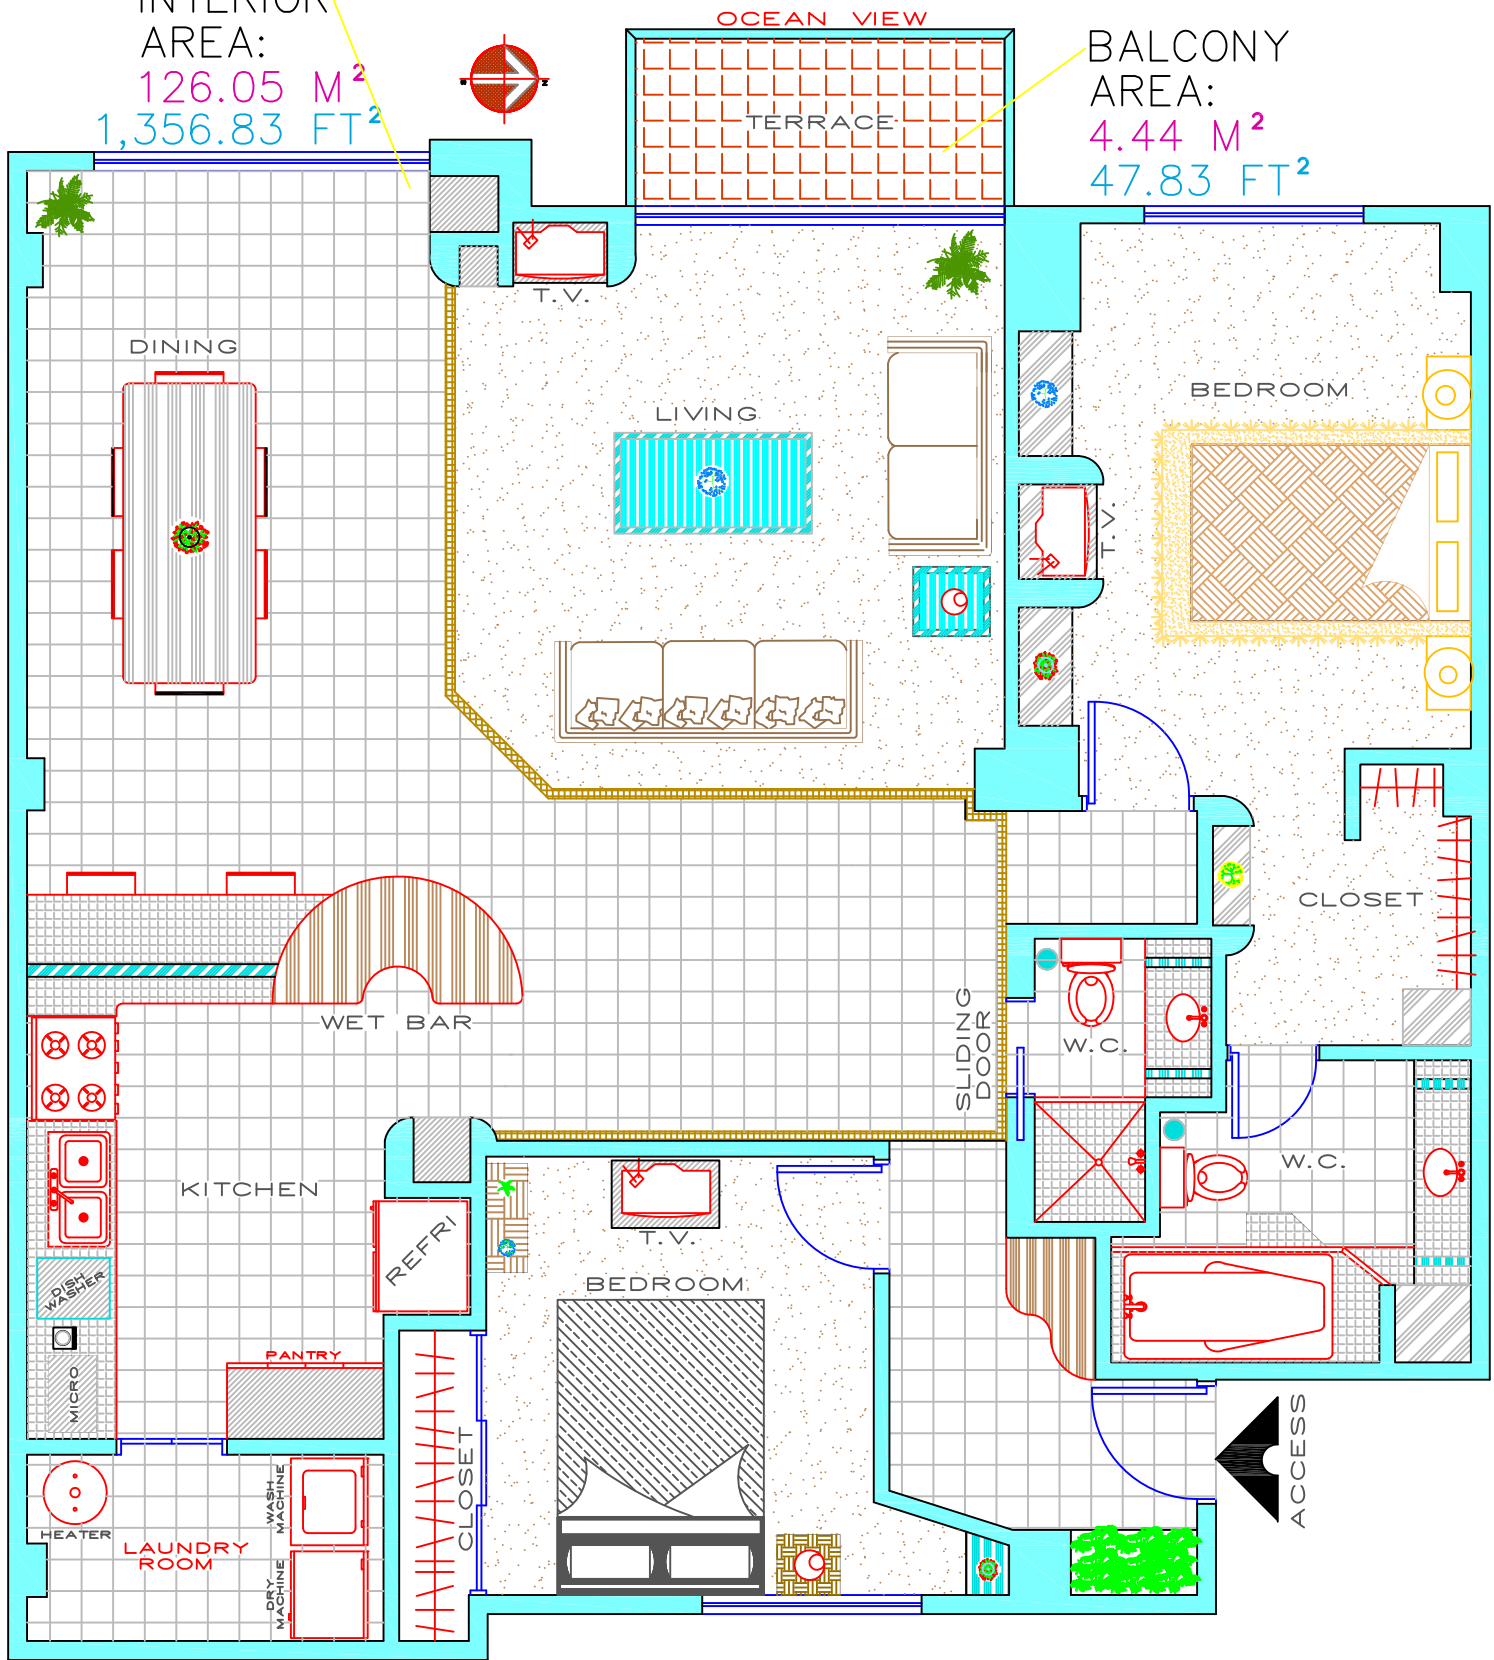 INTERIOR
AREA:
126.05 M²
1,356.83 FT²
OCEAN VIEW
BALCONY
AREA:
4.44 M²
47.83 FT²
TERRACE
T.V.
DINING
LIVING
BEDROOM
T.V.
CLOSET
WET BAR
SLIDING
DOOR
W.C.
W.C.
KITCHEN
REFRI
T.V.
BEDROOM
DISH
WASHER
PANTRY
MICRO
CLOSET
ACCESS
HEATER
LAUNDRY
ROOM
WASH
MACHINE
DRY
MACHINE